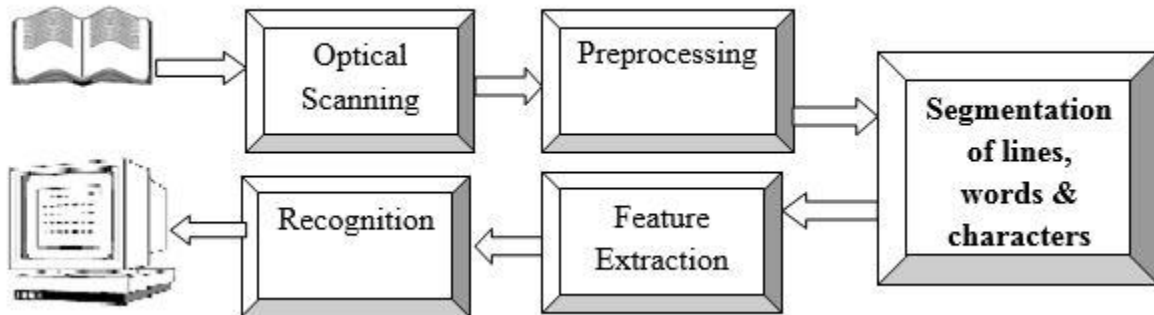 Optical
Scanning
Preprocessing
Segmentation
of lines,
words &
characters
Feature
Extraction
Recognition